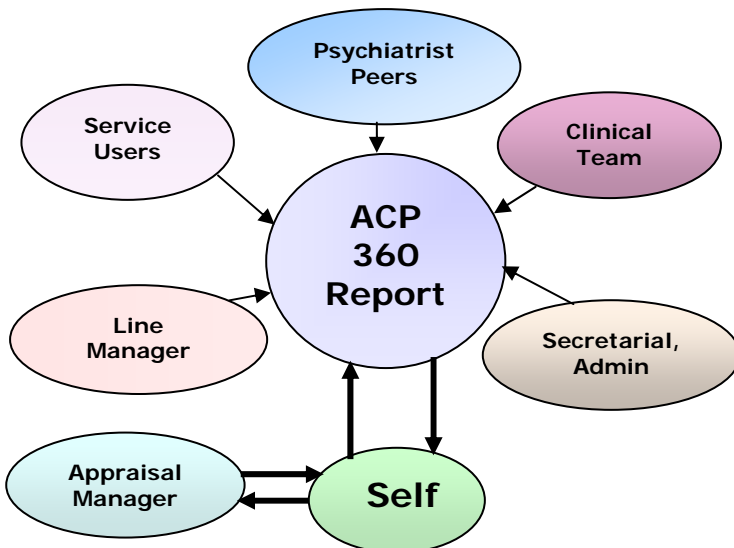 Psychiatrist
Peers
Service
Users
Clinical
Team
ACP
360
Report
Line
Manager
Secretarial,
Admin
Appraisal
Manager
Self